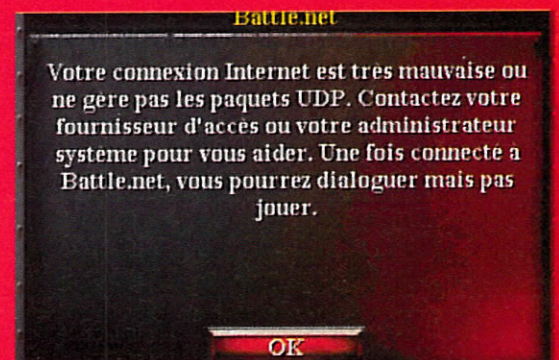 Battle.net
Votre connexion Internet est très mauvaise ou
ne gère pas les paquets UDP. Contactez votre
fournisseur d'accès ou votre administrateur
système pour vous aider. Une fois connecté à
Battle.net, vous pourrez dialoguer mais pas
jouer.
OK